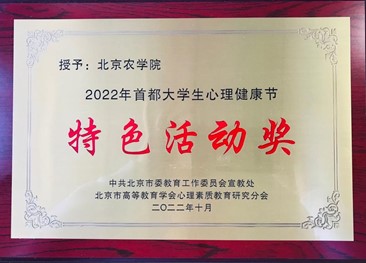 授予：北京农学院
2022年首都大学生心理健康节
特色活动奖
中共北京市委教育工作委员会宣教处
北京市高等教育学会心理素质教育研究分会
二〇二二年十月